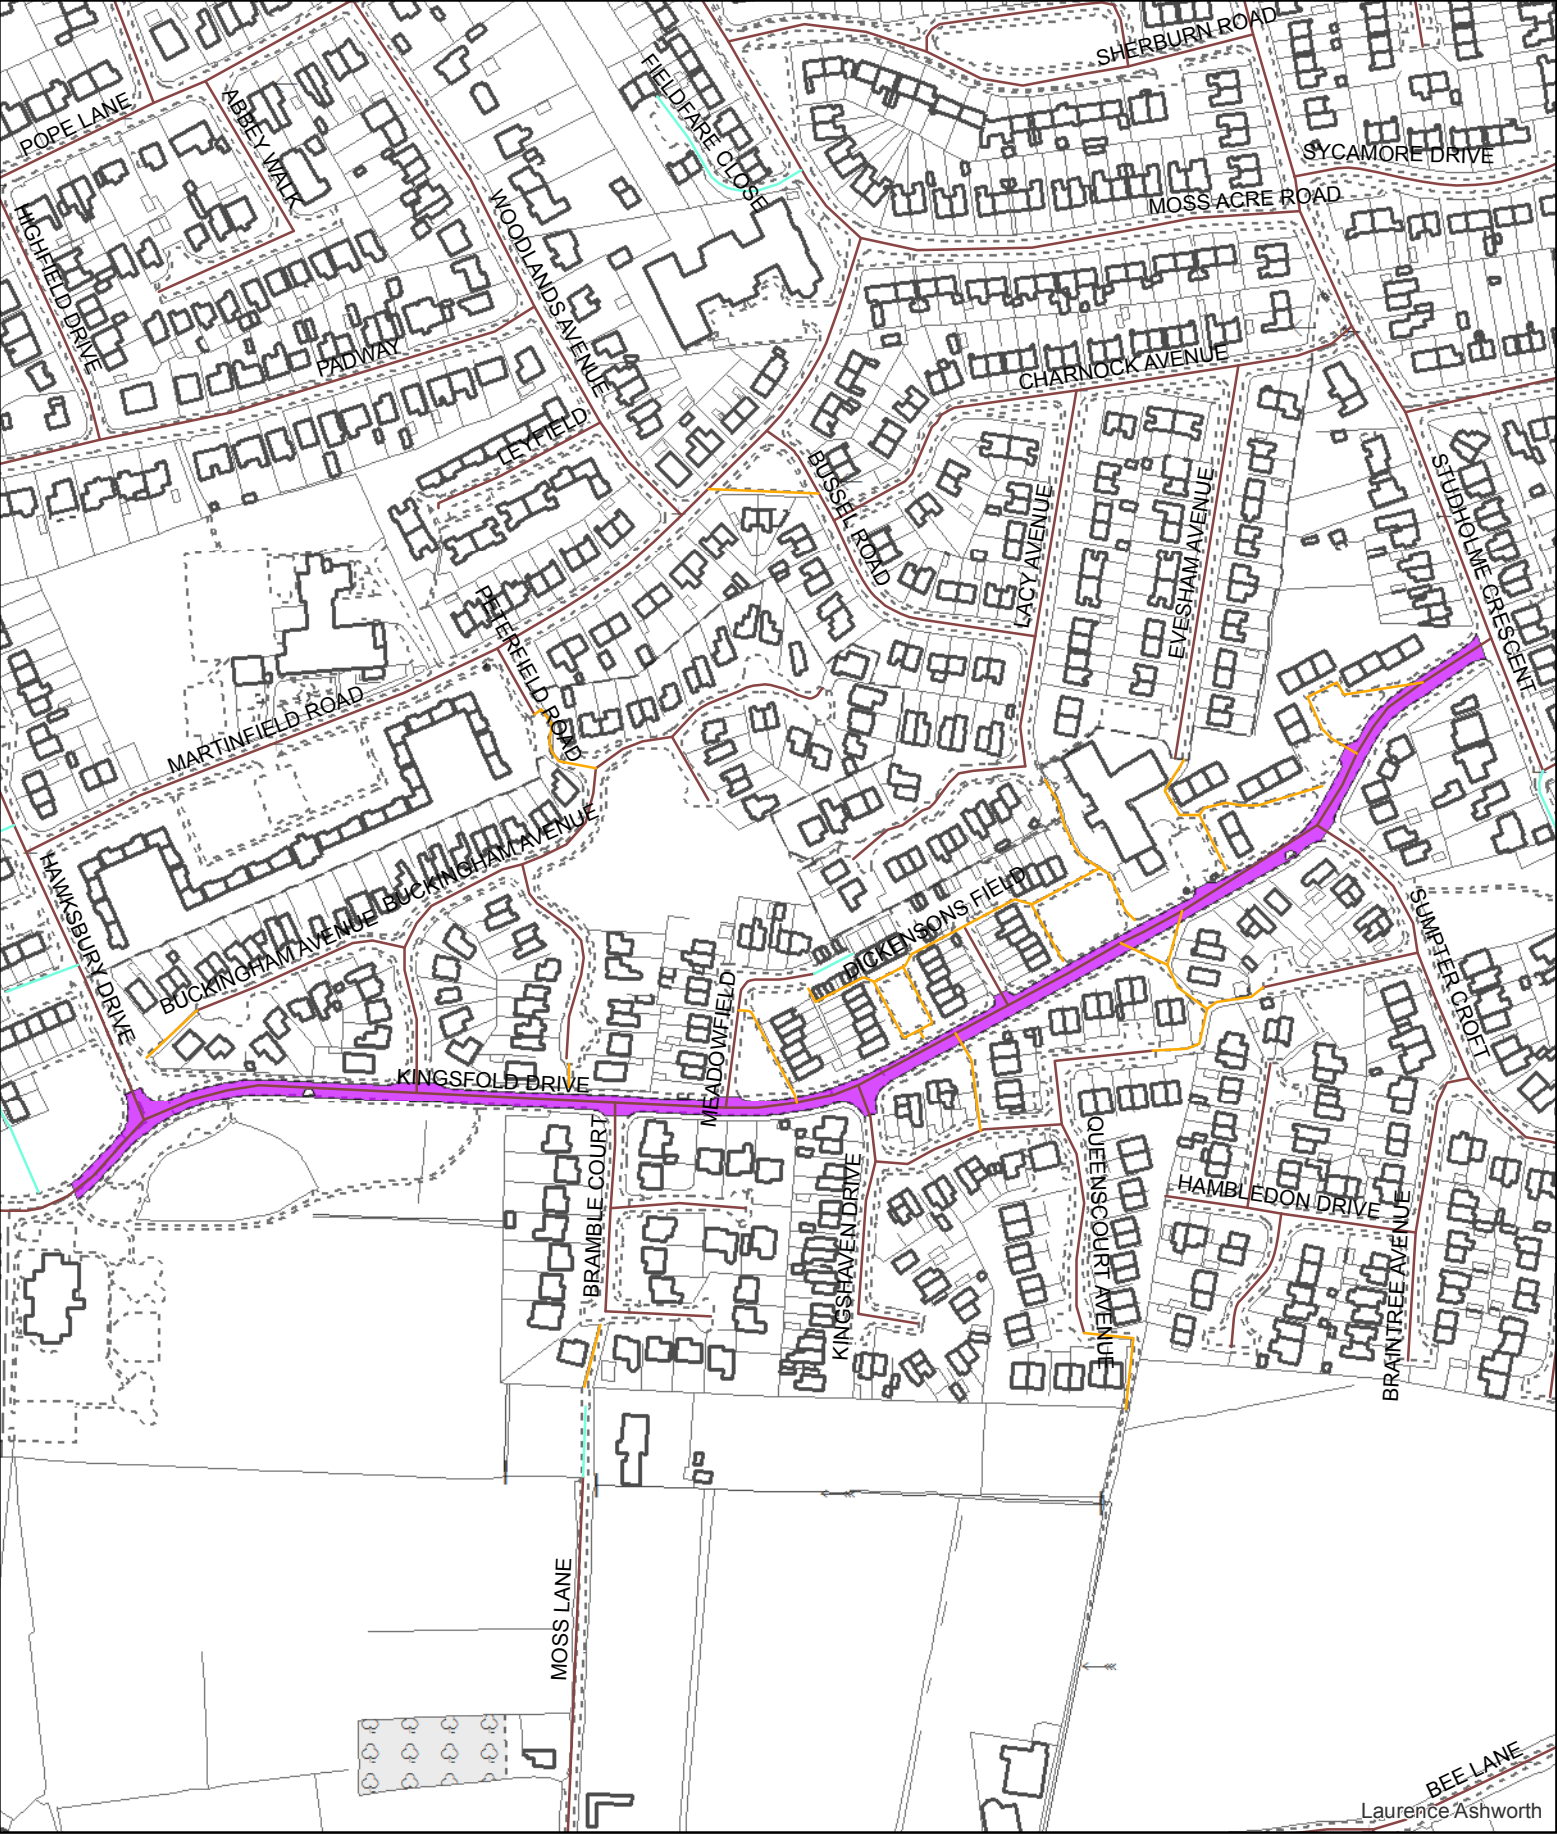 SHERBURN ROAD
FIELDFARE CLOSE
POPE LANE
ABBEY WALK
SYCAMORE DRIVE
MOSS ACRE ROAD
WOODLANDS AVENUE
HIGHFIELD DRIVE
PADWAY
CHARNOCK AVENUE
LEYFIELD
BUSSEL ROAD
STUDHOLME CRESCENT
LACY AVENUE
EVESHAM AVENUE
PETERFIELD ROAD
MARTINFIELD ROAD
BUCKINGHAM AVENUE
HAWKSBURY DRIVE
BUCKINGHAM AVENUE
DICKENSONS FIELD
SUMPTER CROFT
MEADOWFIELD
KINGSFOLD DRIVE
BRAMBLE COURT
KINGSHAVEN DRIVE
QUEENSCOURT AVENUE
HAMBLEDON DRIVE
BRAINTREE AVENUE
MOSS LANE
BEE LANE
Laurence Ashworth